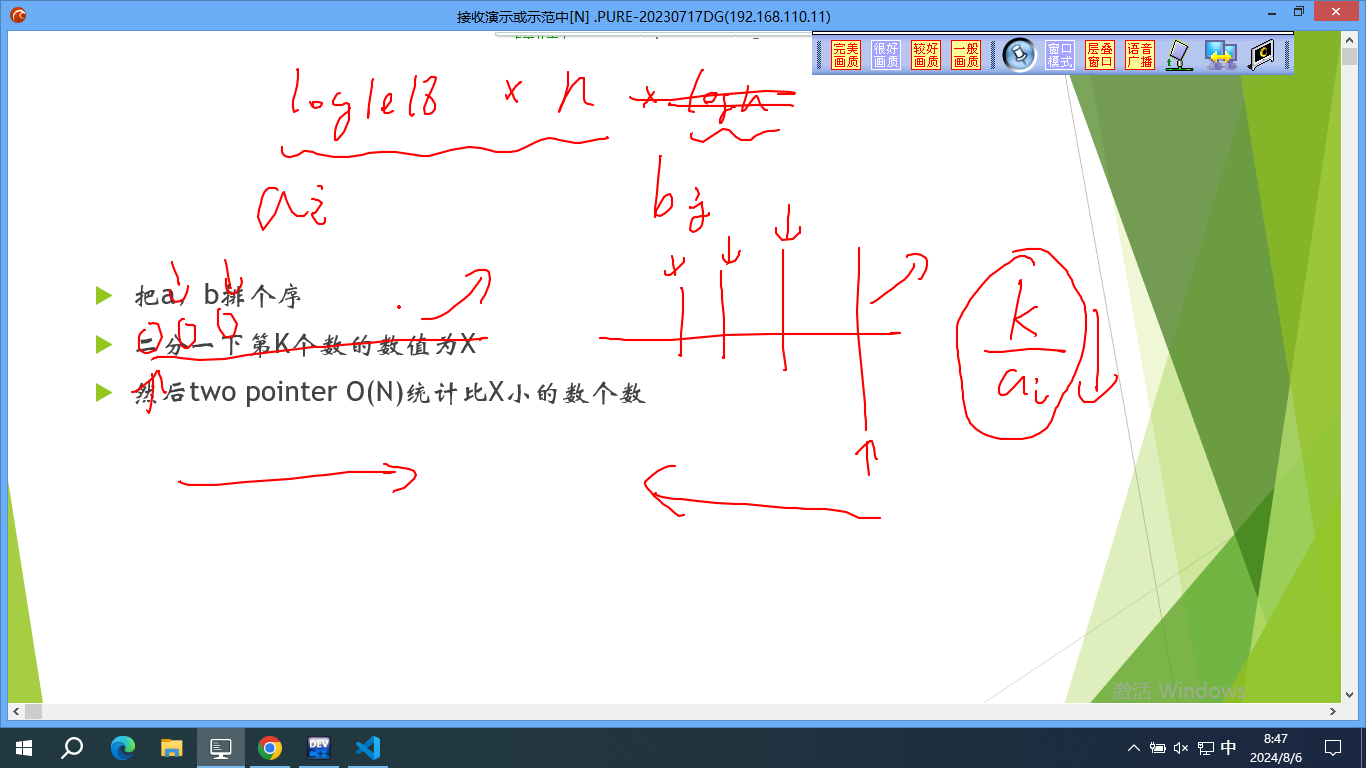 接收演示或示范中[N] .PURE-20230717DG(192.168.110.11)
完美画质 很好画质 较好画质 一般画质 窗口模式 层叠窗口 语音广播
log1e18 × n × logn
ai bj
把a，b排个序
二分一下第K个数的数值为X
然后two pointer O(N)统计比X小的数个数
k
ai
激活 Windows
DEV
中
8:47
2024/8/6